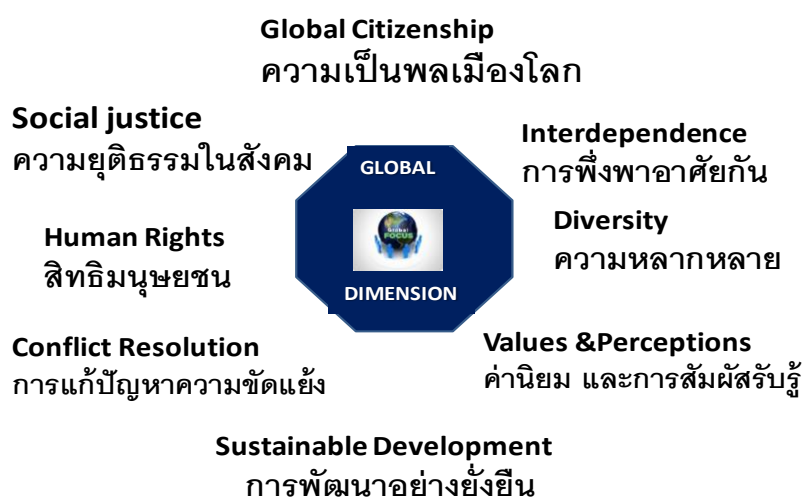 Global Citizenship
ความเป็นพลเมืองโลก
Social justice
ความยุติธรรมในสังคม
Interdependence
การพึ่งพาอาศัยกัน
GLOBAL
Global
FOCUS
DIMENSION
Human Rights
สิทธิมนุษยชน
Diversity
ความหลากหลาย
Conflict Resolution
การแก้ปัญหาความขัดแย้ง
Values &Perceptions
ค่านิยม และการสัมผัสรับรู้
Sustainable Development
การพัฒนาอย่างยั่งยืน